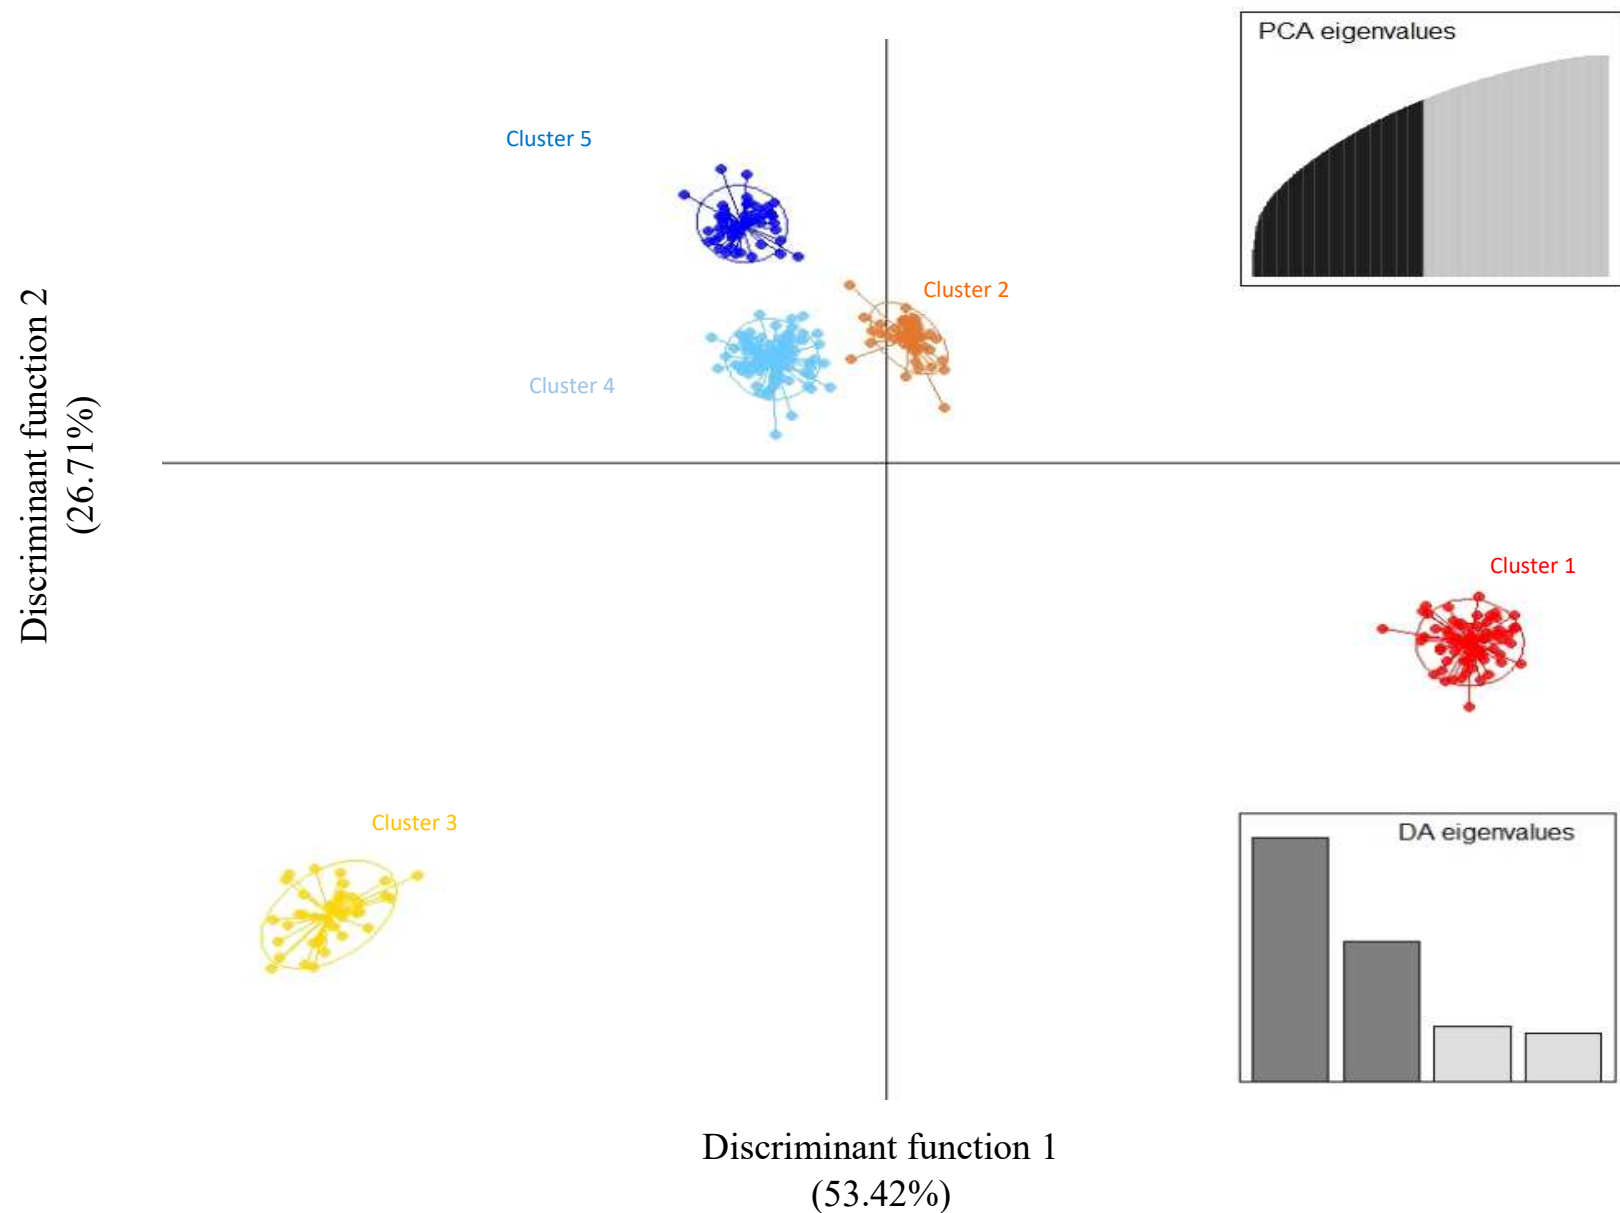 PCA eigenvalues
Cluster 5
Cluster 2
Cluster 4
Discriminant function 2
(26.71%)
Cluster 1
Cluster 3
DA eigenvalues
Discriminant function 1
(53.42%)